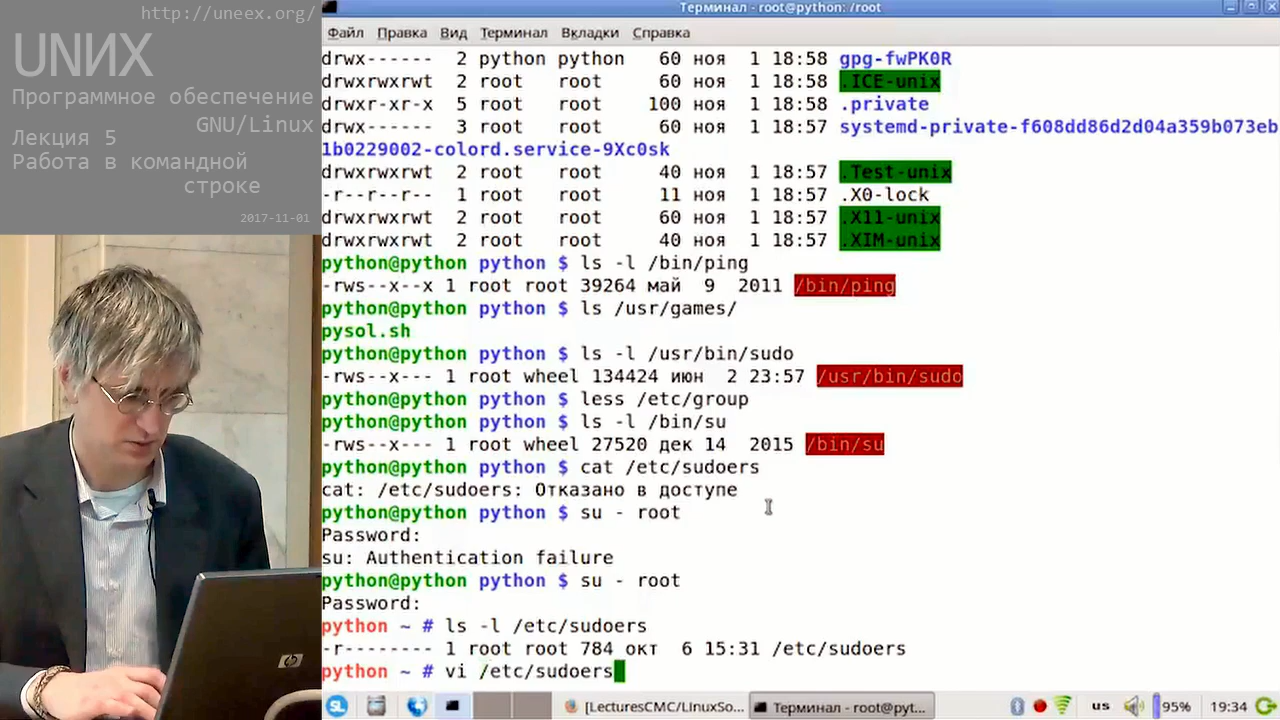 http://uneex.org/
UNИX
Программное обеспечение
GNU/Linux
Лекция 5
Работа в командной
строке
2017-11-01
Терминал - root@python: /root
Файл Правка Вид Терминал Вкладки Справка
drwx------ 2 python python 60 ноя 1 18:58 gpg-fwPK0R
drwxrwxrwt 2 root root 60 ноя 1 18:58 .ICE-unix
drwxr-xr-x 5 root root 100 ноя 1 18:58 .private
drwx------ 3 root root 60 ноя 1 18:57 systemd-private-f608dd86d2d04a359b073eb
1b0229002-colord.service-9Xc0sk
drwxrwxrwt 2 root root 40 ноя 1 18:57 .Test-unix
-r--r--r-- 1 root root 11 ноя 1 18:57 .X0-lock
drwxrwxrwt 2 root root 60 ноя 1 18:57 .X11-unix
drwxrwxrwt 2 root root 40 ноя 1 18:57 .XIM-unix
python@python python $ ls -l /bin/ping
-rws--x--x 1 root root 39264 май 9 2011 /bin/ping
python@python python $ ls /usr/games/
pysol.sh
python@python python $ ls -l /usr/bin/sudo
-rws--x--- 1 root wheel 134424 июн 2 23:57 /usr/bin/sudo
python@python python $ less /etc/group
python@python python $ ls -l /bin/su
-rws--x--- 1 root wheel 27520 дек 14 2015 /bin/su
python@python python $ cat /etc/sudoers
cat: /etc/sudoers: Отказано в доступе
python@python python $ su - root
Password:
su: Authentication failure
python@python python $ su - root
Password:
python ~ # ls -l /etc/sudoers
-r-------- 1 root root 784 окт 6 15:31 /etc/sudoers
python ~ # vi /etc/sudoers
SL [LecturesCMC/LinuxSo... Терминал - root@pyt... us 95% 19:34
hp